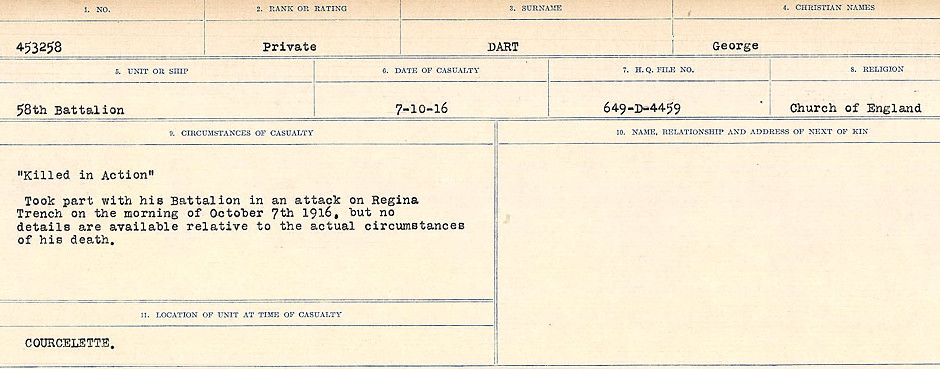 1. NO. 2. RANK OR RATING 3. SURNAME 4. CHRISTIAN NAMES
453258 Private DART George
5. UNIT OR SHIP 6. DATE OF CASUALTY 7. H.Q. FILE NO. 8. RELIGION
58th Battalion 7-10-16 649-D-4459 Church of England
9. CIRCUMSTANCES OF CASUALTY
"Killed in Action"
Took part with his Battalion in an attack on Regina
Trench on the morning of October 7th 1916, but no
details are available relative to the actual circumstances
of his death.
10. NAME, RELATIONSHIP AND ADDRESS OF NEXT OF KIN
11. LOCATION OF UNIT AT TIME OF CASUALTY
COURCELETTE.